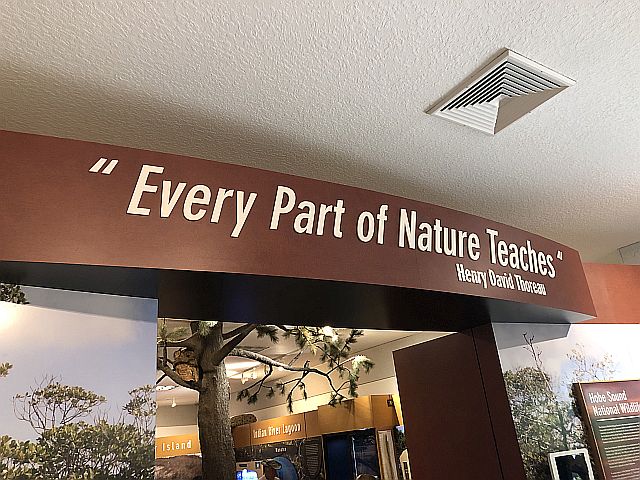 “Every Part of Nature Teaches“
Henry David Thoreau
Hobe Sound
National Wildlife
Indian River Lagoon
Island